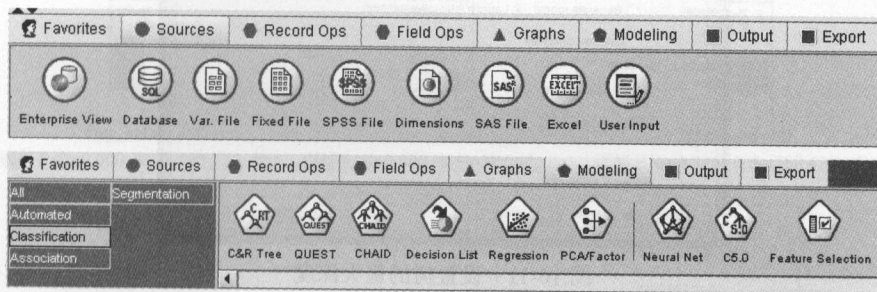 Favorites Sources Record Ops Field Ops Graphs Modeling Output Export
SQL SPSS SAS EXCEL
Enterprise View Database Var. File Fixed File SPSS File Dimensions SAS File Excel User Input
Favorites Sources Record Ops Field Ops Graphs Modeling Output Export
All Segmentation
Automated
Classification
Association
C&RT QUEST CHAID C5.0
C&R Tree QUEST CHAID Decision List Regression PCA/Factor Neural Net C5.0 Feature Selection